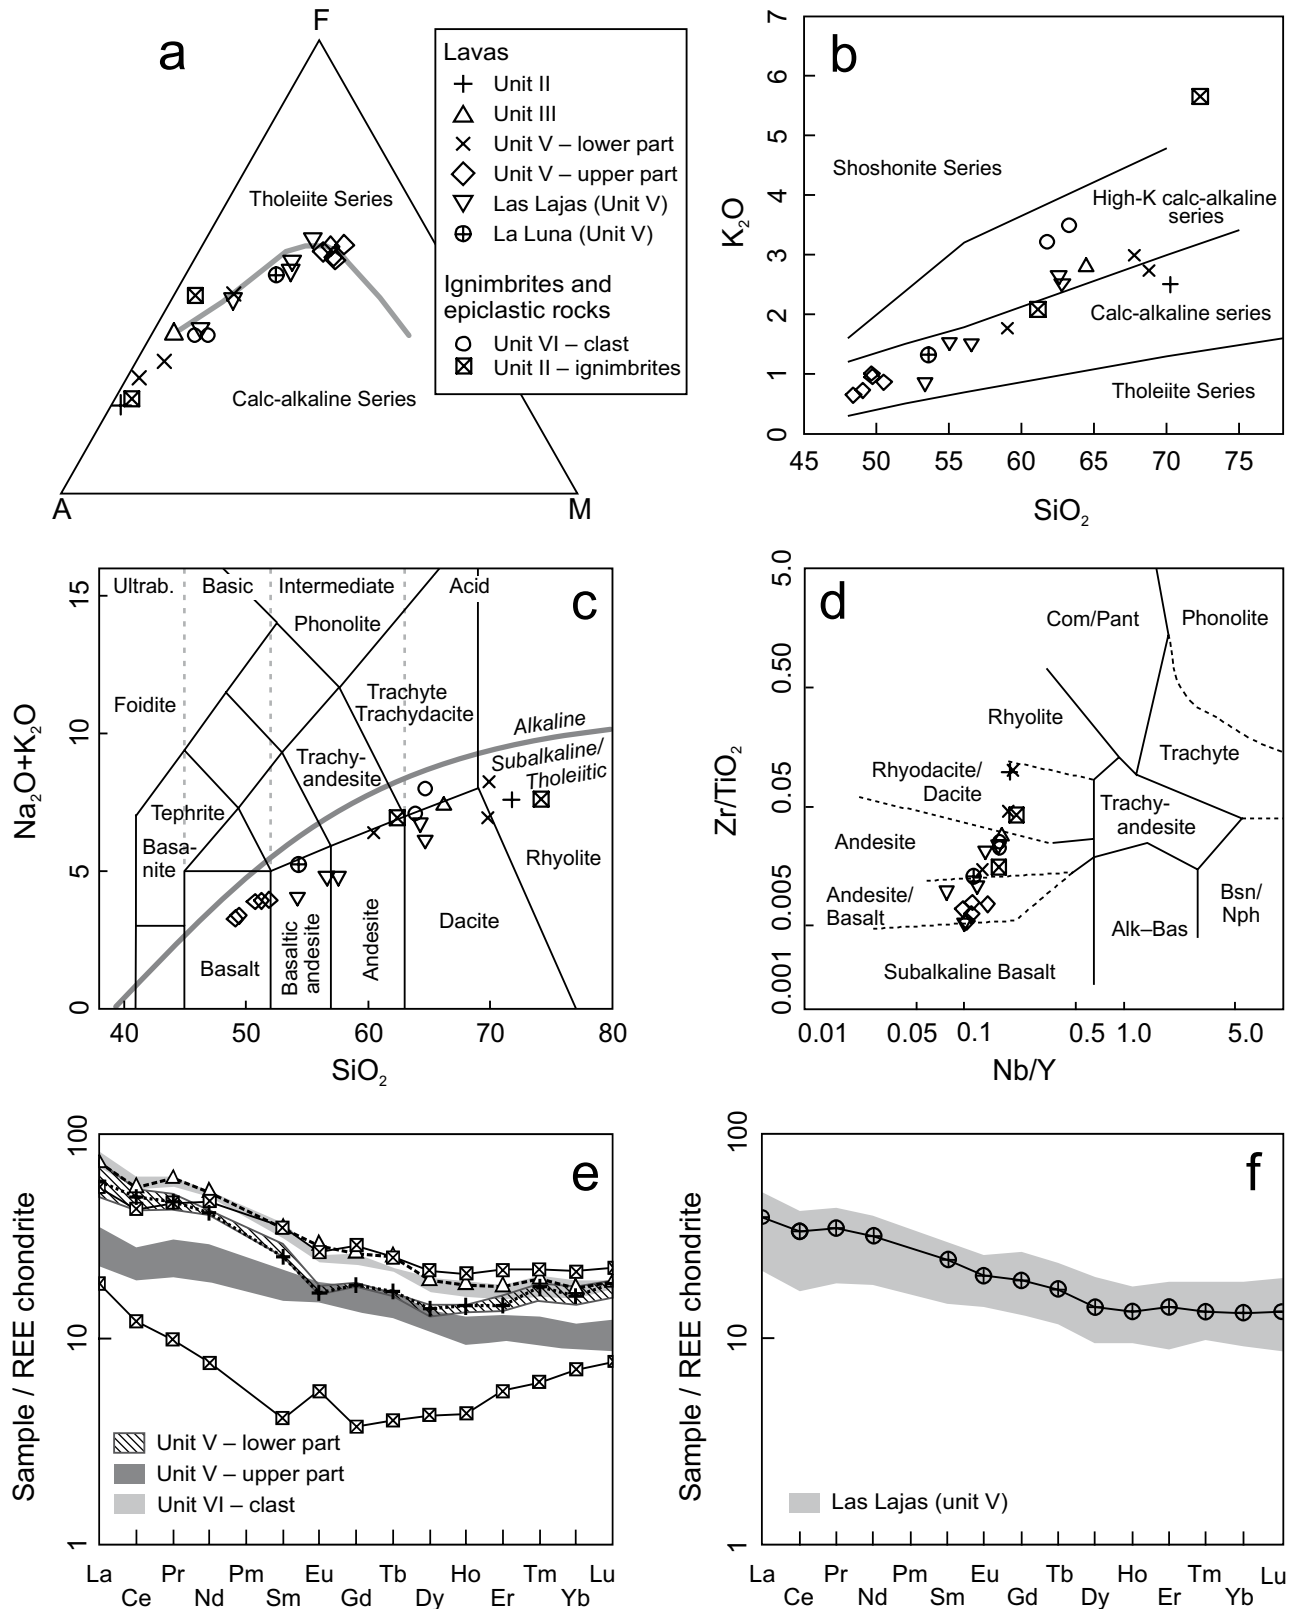 a
F
A
M
Tholeiite Series
Calc-alkaline Series
Lavas
Unit II
Unit III
Unit V – lower part
Unit V – upper part
Las Lajas (Unit V)
La Luna (Unit V)
Ignimbrites and
epiclastic rocks
Unit VI – clast
Unit II – ignimbrites
b
K₂O
7
6
5
4
3
2
1
0
Shoshonite Series
High-K calc-alkaline
series
Calc-alkaline series
Tholeiite Series
45 50 55 60 65 70 75
SiO₂
c
Na₂O+K₂O
15
10
5
0
Ultrab. Basic Intermediate Acid
Phonolite
Foidite
Trachyte
Trachydacite
Alkaline
Subalkaline/
Tholeiitic
Trachy-
andesite
Tephrite
Basa-
nite
Rhyolite
Dacite
Basalt
Basaltic
andesite
Andesite
40 50 60 70 80
SiO₂
d
Zr/TiO₂
5.0
0.50
0.05
0.005
0.001
Com/Pant
Phonolite
Rhyolite
Trachyte
Rhyodacite/
Dacite
Trachy-
andesite
Andesite
Andesite/
Basalt
Bsn/
Nph
Alk–Bas
Subalkaline Basalt
0.01 0.05 0.1 0.5 1.0 5.0
Nb/Y
e
Sample / REE chondrite
100
10
1
Unit V – lower part
Unit V – upper part
Unit VI – clast
La Ce Pr Nd Pm Sm Eu Gd Tb Dy Ho Er Tm Yb Lu
f
Sample / REE chondrite
100
10
1
Las Lajas (unit V)
La Ce Pr Nd Pm Sm Eu Gd Tb Dy Ho Er Tm Yb Lu